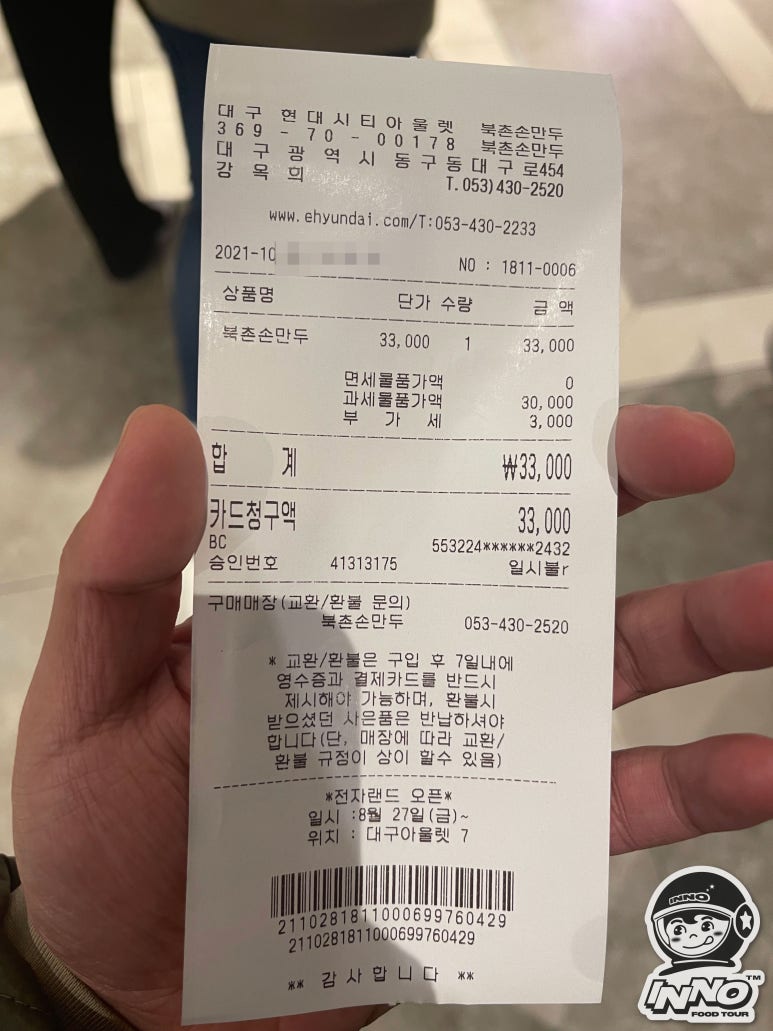 대구 현대시티아울렛 북촌손만두
369-70-00178 북촌손만두
대구광역시동구동대구로454
강옥희 T.053)430-2520
www.ehyundai.com/T:053-430-2233
2021-10 NO : 1811-0006
상품명 단가 수량 금 액
북촌손만두 33,000 1 33,000
면세물품가액 0
과세물품가액 30,000
부 가 세 3,000
합 계 ₩33,000
카드청구액 33,000
BC 553224******2432
승인번호 41313175 일시불r
구매매장(교환/환불 문의)
북촌손만두 053-430-2520
* 교환/환불은 구입 후 7일내에
영수증과 결제카드를 반드시
제시해야 가능하며, 환불시
받으셨던 사은품은 반납하셔야
합니다(단, 매장에 따라 교환/
환불 규정이 상이 할수 있음)
*전자랜드 오픈*
일시 :8월 27일(금)~
위치 : 대구아울렛 7
2110281811000699760429
2110281811000699760429
** 감사합니다 **
INNO
INNO™
FOOD TOUR